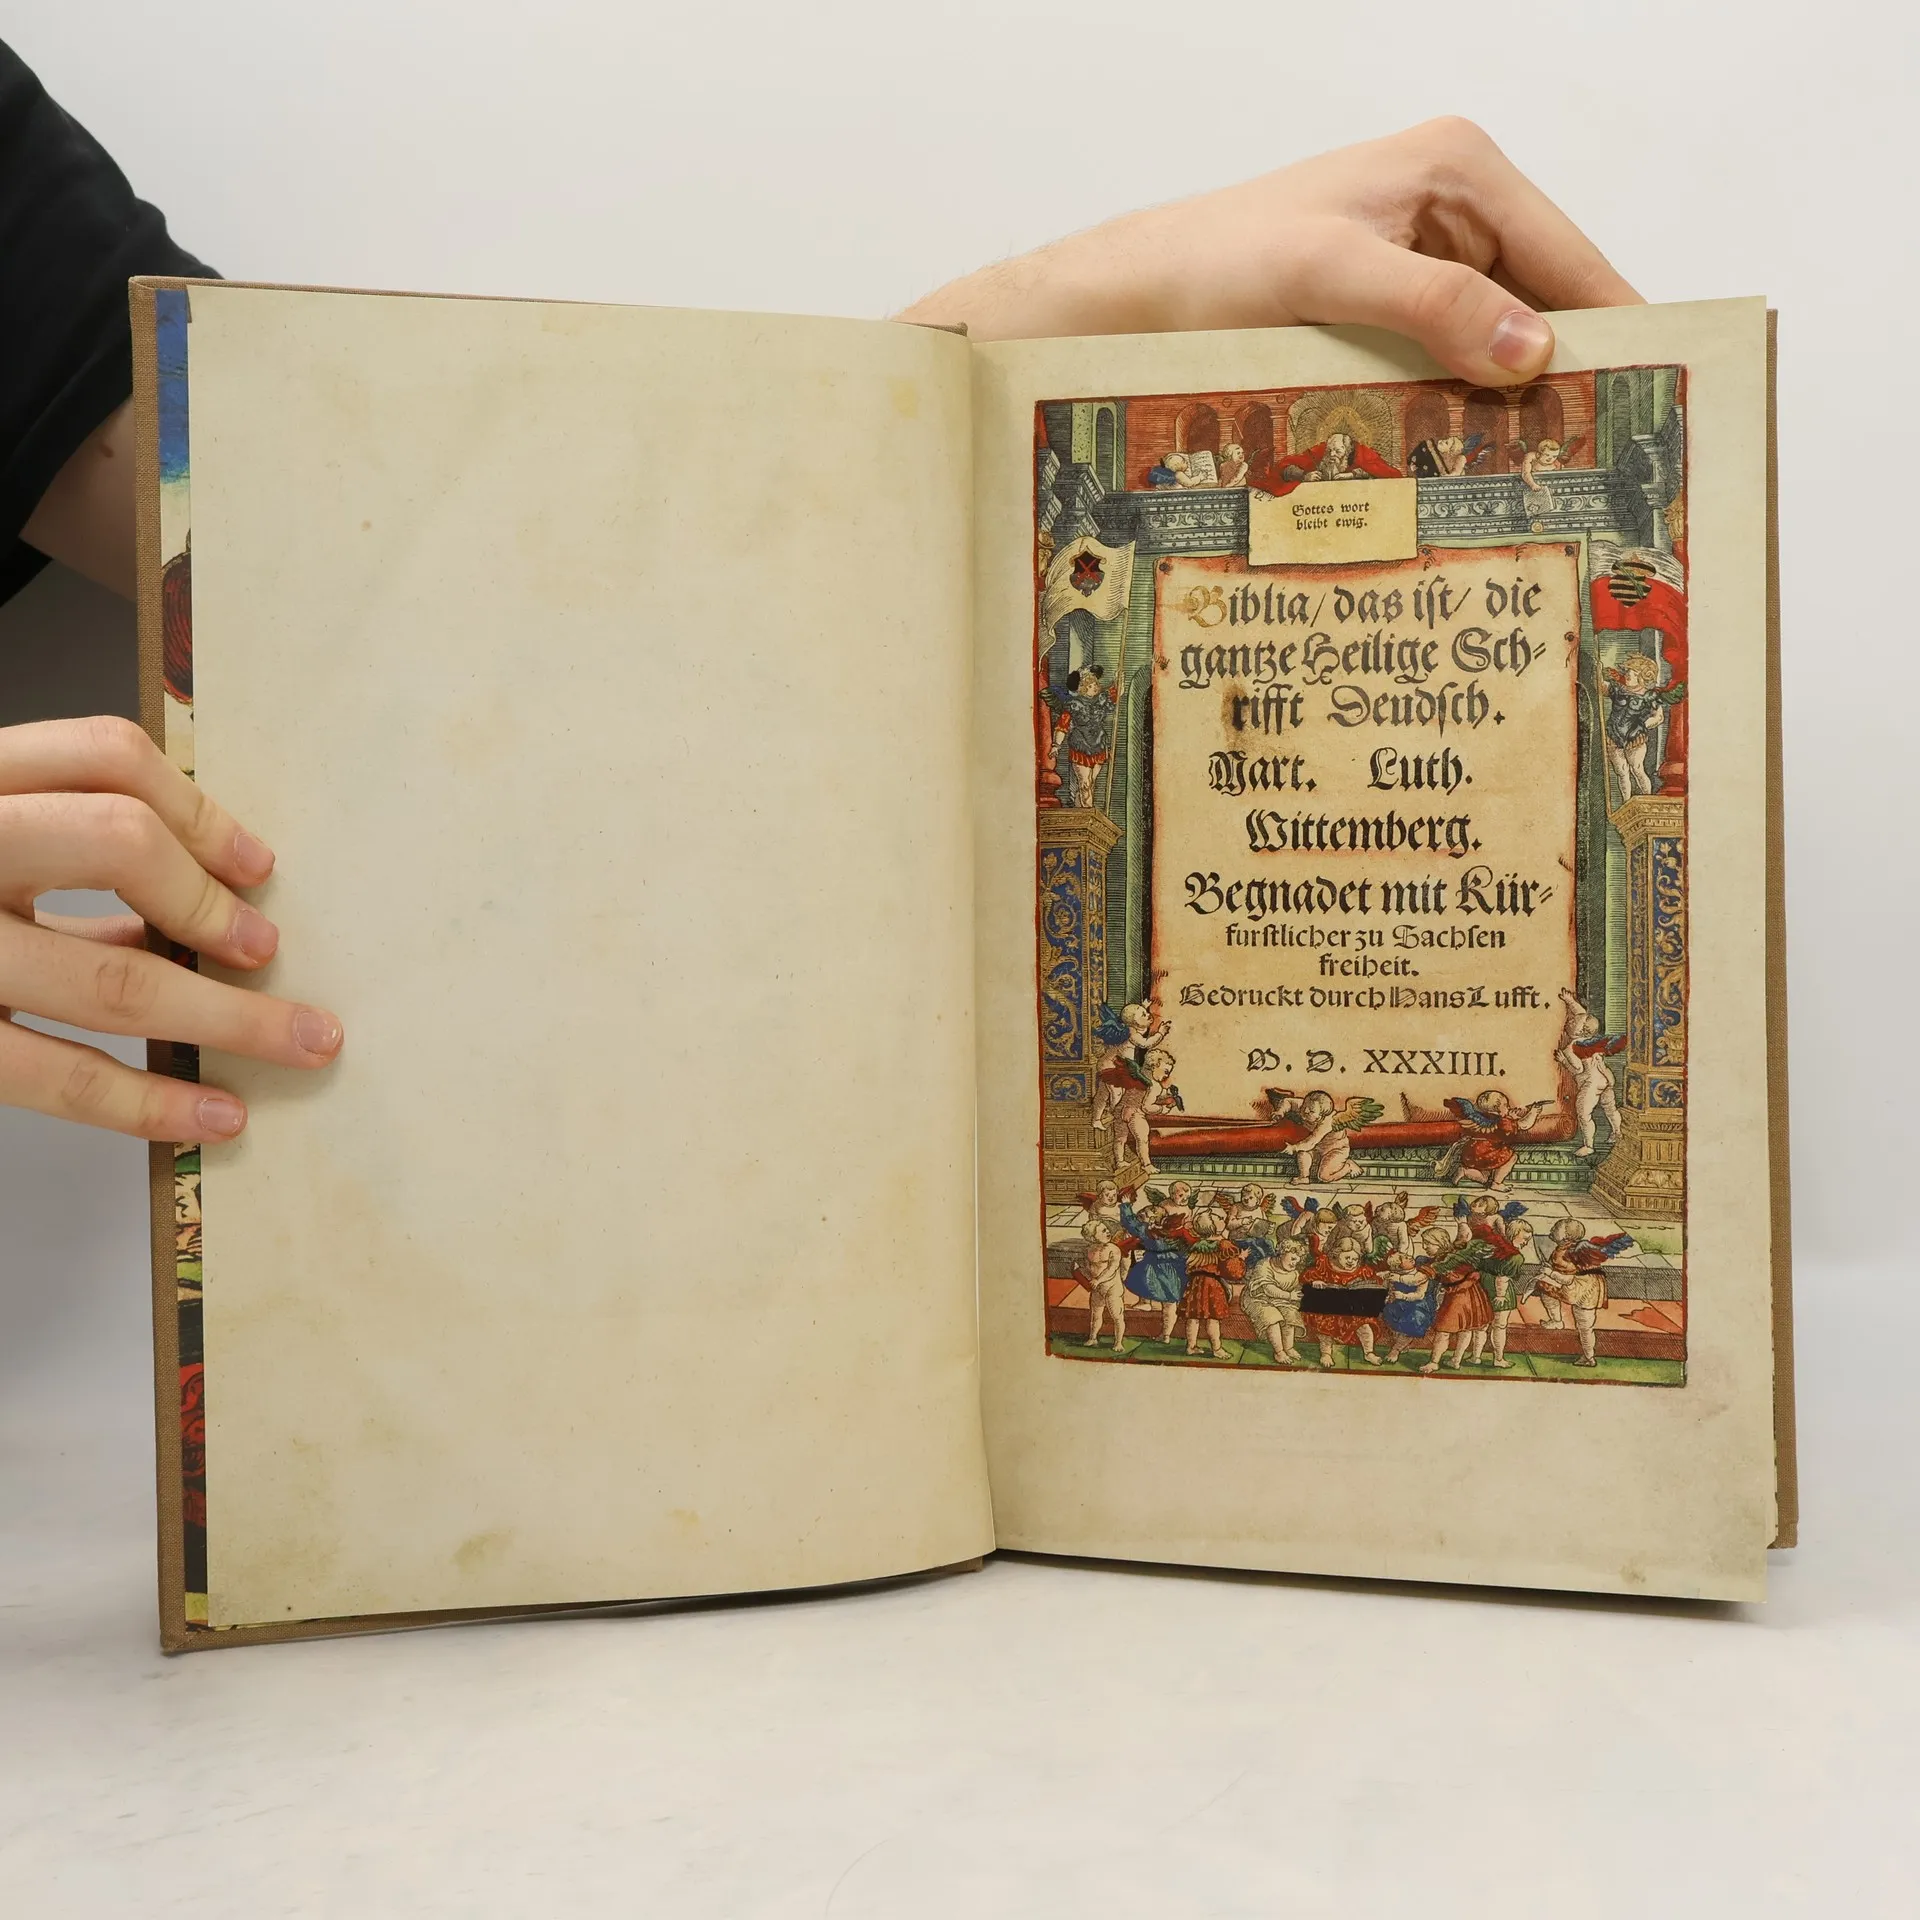 Gottes wort
bleibt ewig.
Biblia/ das iſt/ die
gantze Heilige Sch⸗
rifft Deudſch.
Mart. Luth.
Wittemberg.
Begnadet mit Kür⸗
furſtlicher zu Sachſen
freiheit.
Gedruckt durch Hans Lufft.
M. D. XXXIIII.